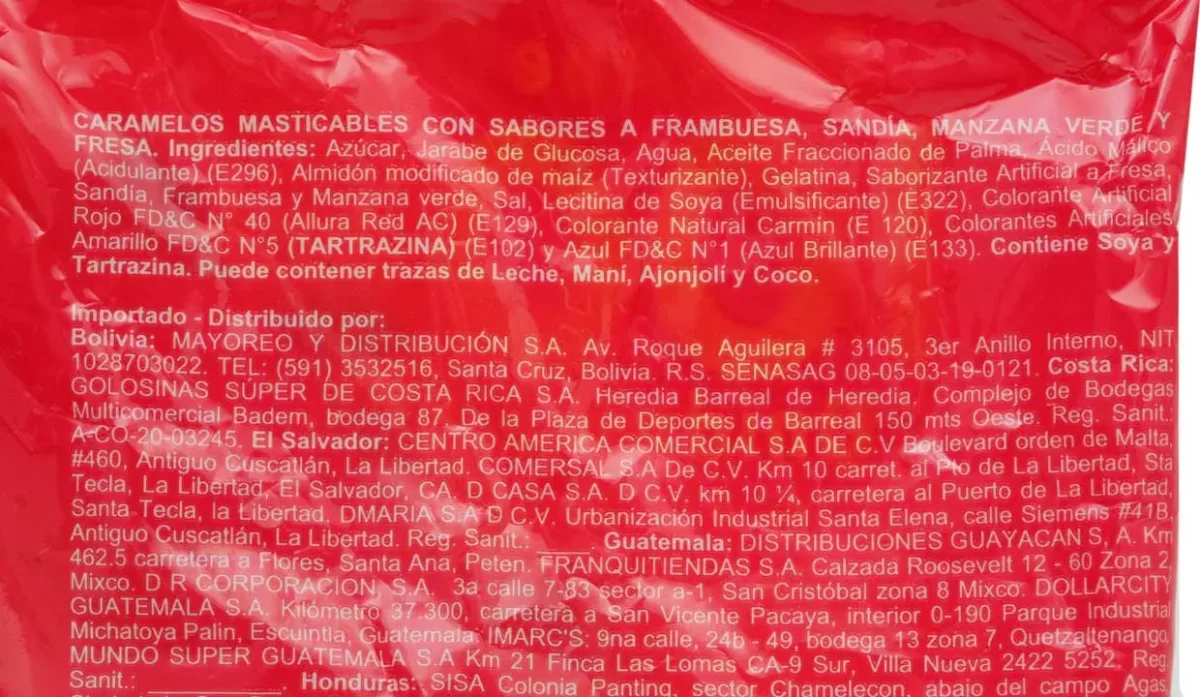 CARAMELOS MASTICABLES CON SABORES A FRAMBUESA, SANDÍA, MANZANA VERDE Y
FRESA. Ingredientes: Azúcar, Jarabe de Glucosa, Agua, Aceite Fraccionado de Palma, Ácido Málico
(Acidulante) (E296), Almidón modificado de maíz (Texturizante), Gelatina, Saborizante Artificial a Fresa,
Sandía, Frambuesa y Manzana verde, Sal, Lecitina de Soya (Emulsificante) (E322), Colorante Artificial
Rojo FD&C N° 40 (Allura Red AC) (E129), Colorante Natural Carmin (E 120), Colorantes Artificiales
Amarillo FD&C N°5 (TARTRAZINA) (E102) y Azul FD&C N°1 (Azul Brillante) (E133). Contiene Soya y
Tartrazina. Puede contener trazas de Leche, Maní, Ajonjolí y Coco.
Importado - Distribuido por:
Bolivia: MAYOREO Y DISTRIBUCIÓN S.A. Av. Roque Aguilera # 3105, 3er Anillo Interno, NIT
1028703022. TEL: (591) 3532516, Santa Cruz, Bolivia. R.S. SENASAG 08-05-03-19-0121. Costa Rica:
GOLOSINAS SÚPER DE COSTA RICA S.A. Heredia Barreal de Heredia. Complejo de Bodegas
Multicomercial Badem, bodega 87. De la Plaza de Deportes de Barreal 150 mts Oeste. Reg. Sanit.:
A-CO-20-03245. El Salvador: CENTRO AMERICA COMERCIAL S.A DE C.V Boulevard orden de Malta,
#460, Antiguo Cuscatlán, La Libertad. COMERSAL S.A De C.V. Km 10 carret. al Pto de La Libertad, Sta
Tecla, La Libertad, El Salvador, CA. D CASA S.A. D C.V. km 10 ¼, carretera al Puerto de La Libertad,
Santa Tecla, la Libertad. DMARIA S.A D C.V. Urbanización Industrial Santa Elena, calle Siemens #41B,
Antiguo Cuscatlán, La Libertad. Reg. Sanit.: _____. Guatemala: DISTRIBUCIONES GUAYACAN S, A. Km
462.5 carretera a Flores, Santa Ana, Peten. FRANQUITIENDAS S.A. Calzada Roosevelt 12 - 60 Zona 2,
Mixco. D R CORPORACIÓN S.A. 3a calle 7-83 sector a-1, San Cristóbal zona 8 Mixco. DOLLARCITY
GUATEMALA S.A. Kilómetro 37.300, carretera a San Vicente Pacaya, interior 0-190 Parque Industrial
Michatoya Palin, Escuintla, Guatemala. IMARC'S: 9na calle, 24b - 49, bodega 13 zona 7, Quetzaltenango.
MUNDO SUPER GUATEMALA S.A Km 21 Finca Las Lomas CA-9 Sur, Villa Nueva 2422 5252. Reg.
Sanit.: __________. Honduras: SISA Colonia Panting, sector Chamelecon, abajo del campo Agas,